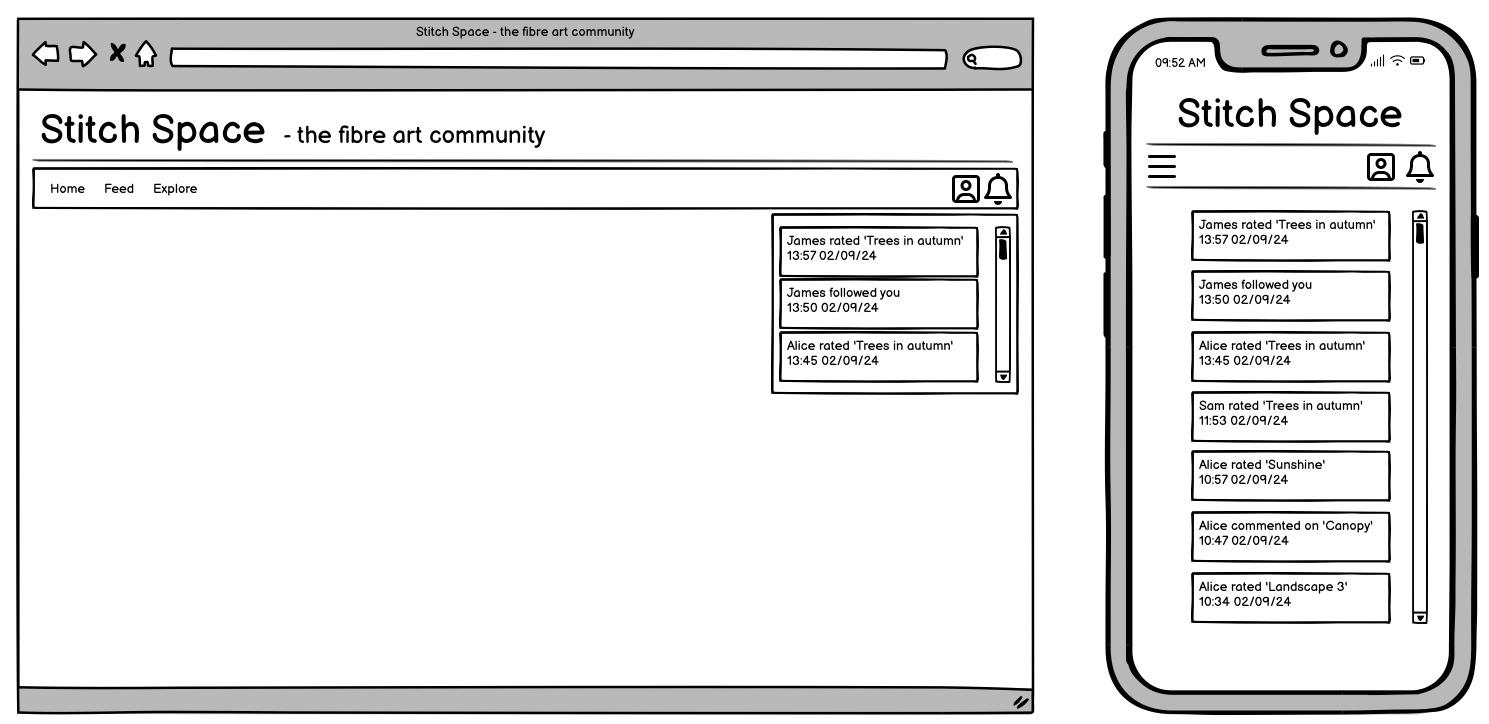 Stitch Space - the fibre art community
Stitch Space - the fibre art community
Home Feed Explore
James rated 'Trees in autumn'
13:57 02/09/24
James followed you
13:50 02/09/24
Alice rated 'Trees in autumn'
13:45 02/09/24
09:52 AM
Stitch Space
James rated 'Trees in autumn'
13:57 02/09/24
James followed you
13:50 02/09/24
Alice rated 'Trees in autumn'
13:45 02/09/24
Sam rated 'Trees in autumn'
11:53 02/09/24
Alice rated 'Sunshine'
10:57 02/09/24
Alice commented on 'Canopy'
10:47 02/09/24
Alice rated 'Landscape 3'
10:34 02/09/24